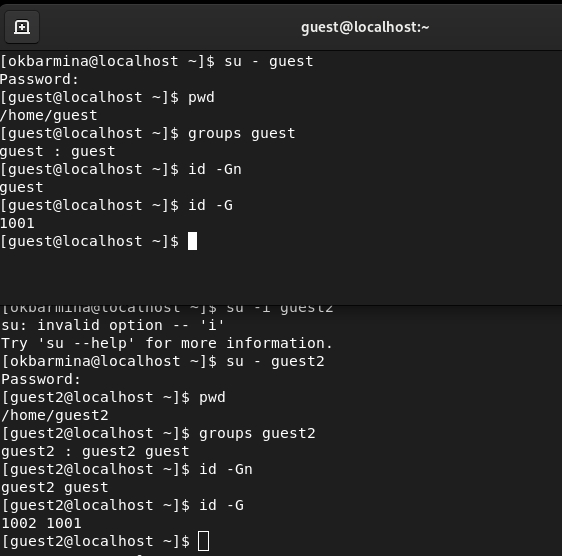 guest@localhost:~
[okbarmina@localhost ~]$ su - guest
Password:
[guest@localhost ~]$ pwd
/home/guest
[guest@localhost ~]$ groups guest
guest : guest
[guest@localhost ~]$ id -Gn
guest
[guest@localhost ~]$ id -G
1001
[guest@localhost ~]$
[okbarmina@localhost ~]$ su -i guest2
su: invalid option -- 'i'
Try 'su --help' for more information.
[okbarmina@localhost ~]$ su - guest2
Password:
[guest2@localhost ~]$ pwd
/home/guest2
[guest2@localhost ~]$ groups guest2
guest2 : guest2 guest
[guest2@localhost ~]$ id -Gn
guest2 guest
[guest2@localhost ~]$ id -G
1002 1001
[guest2@localhost ~]$